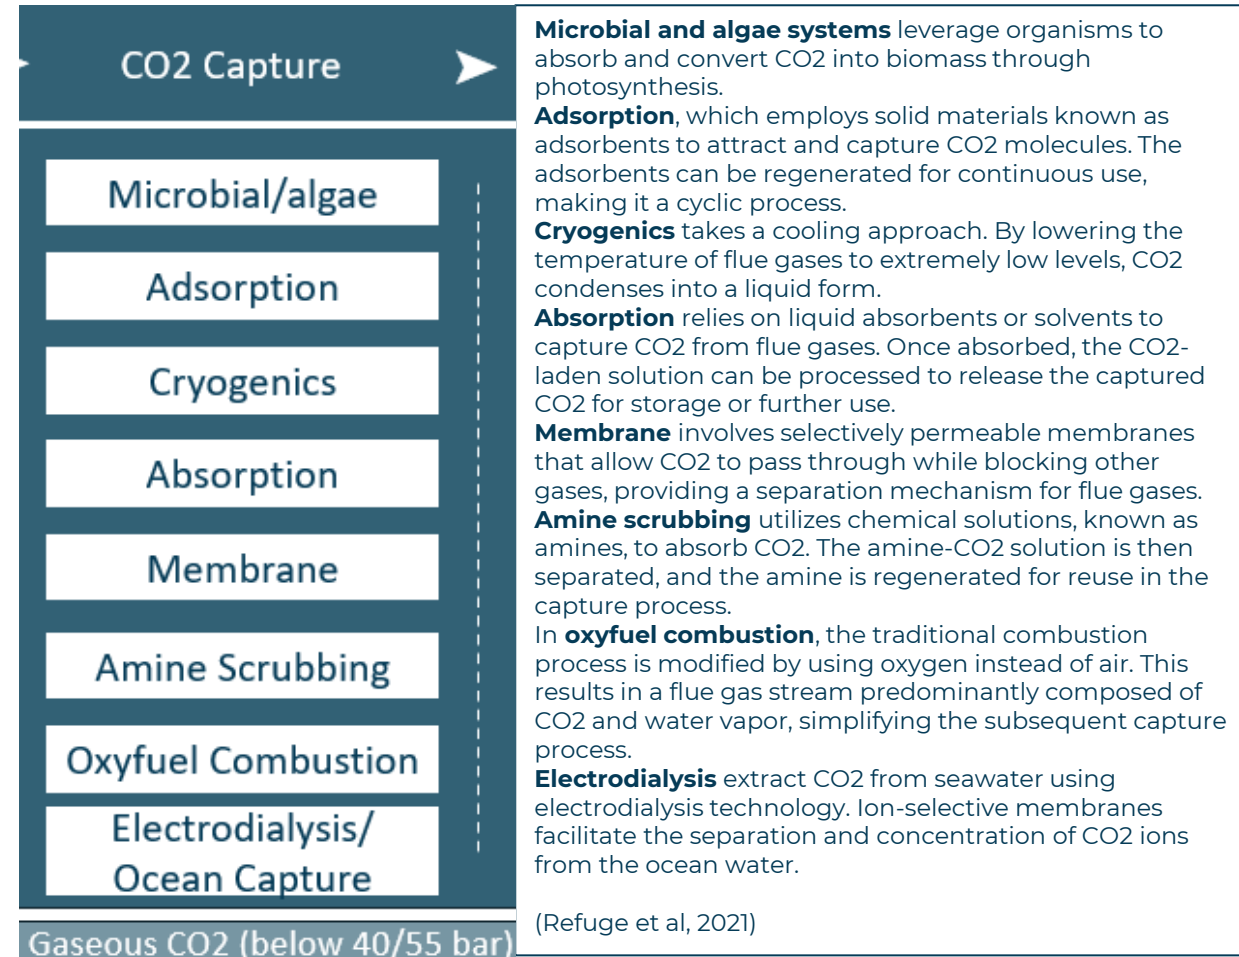 CO2 Capture
Microbial/algae
Adsorption
Cryogenics
Absorption
Membrane
Amine Scrubbing
Oxyfuel Combustion
Electrodialysis/
Ocean Capture
Gaseous CO2 (below 40/55 bar)
Microbial and algae systems leverage organisms to
absorb and convert CO2 into biomass through
photosynthesis.
Adsorption, which employs solid materials known as
adsorbents to attract and capture CO2 molecules. The
adsorbents can be regenerated for continuous use,
making it a cyclic process.
Cryogenics takes a cooling approach. By lowering the
temperature of flue gases to extremely low levels, CO2
condenses into a liquid form.
Absorption relies on liquid absorbents or solvents to
capture CO2 from flue gases. Once absorbed, the CO2-
laden solution can be processed to release the captured
CO2 for storage or further use.
Membrane involves selectively permeable membranes
that allow CO2 to pass through while blocking other
gases, providing a separation mechanism for flue gases.
Amine scrubbing utilizes chemical solutions, known as
amines, to absorb CO2. The amine-CO2 solution is then
separated, and the amine is regenerated for reuse in the
capture process.
In oxyfuel combustion, the traditional combustion
process is modified by using oxygen instead of air. This
results in a flue gas stream predominantly composed of
CO2 and water vapor, simplifying the subsequent capture
process.
Electrodialysis extract CO2 from seawater using
electrodialysis technology. Ion-selective membranes
facilitate the separation and concentration of CO2 ions
from the ocean water.
(Refuge et al, 2021)